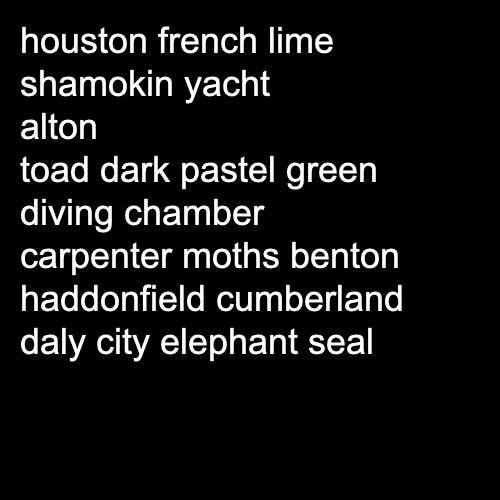 houston french lime
shamokin yacht
alton
toad dark pastel green
diving chamber
carpenter moths benton
haddonfield cumberland
daly city elephant seal